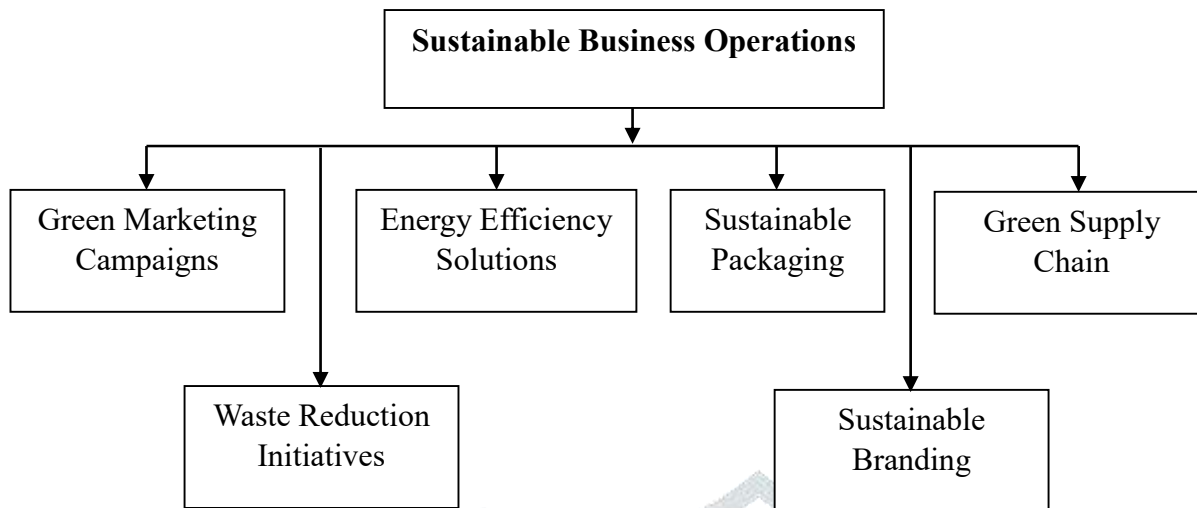 Sustainable Business Operations
Green Marketing
Campaigns
Energy Efficiency
Solutions
Sustainable
Packaging
Green Supply
Chain
Waste Reduction
Initiatives
Sustainable
Branding